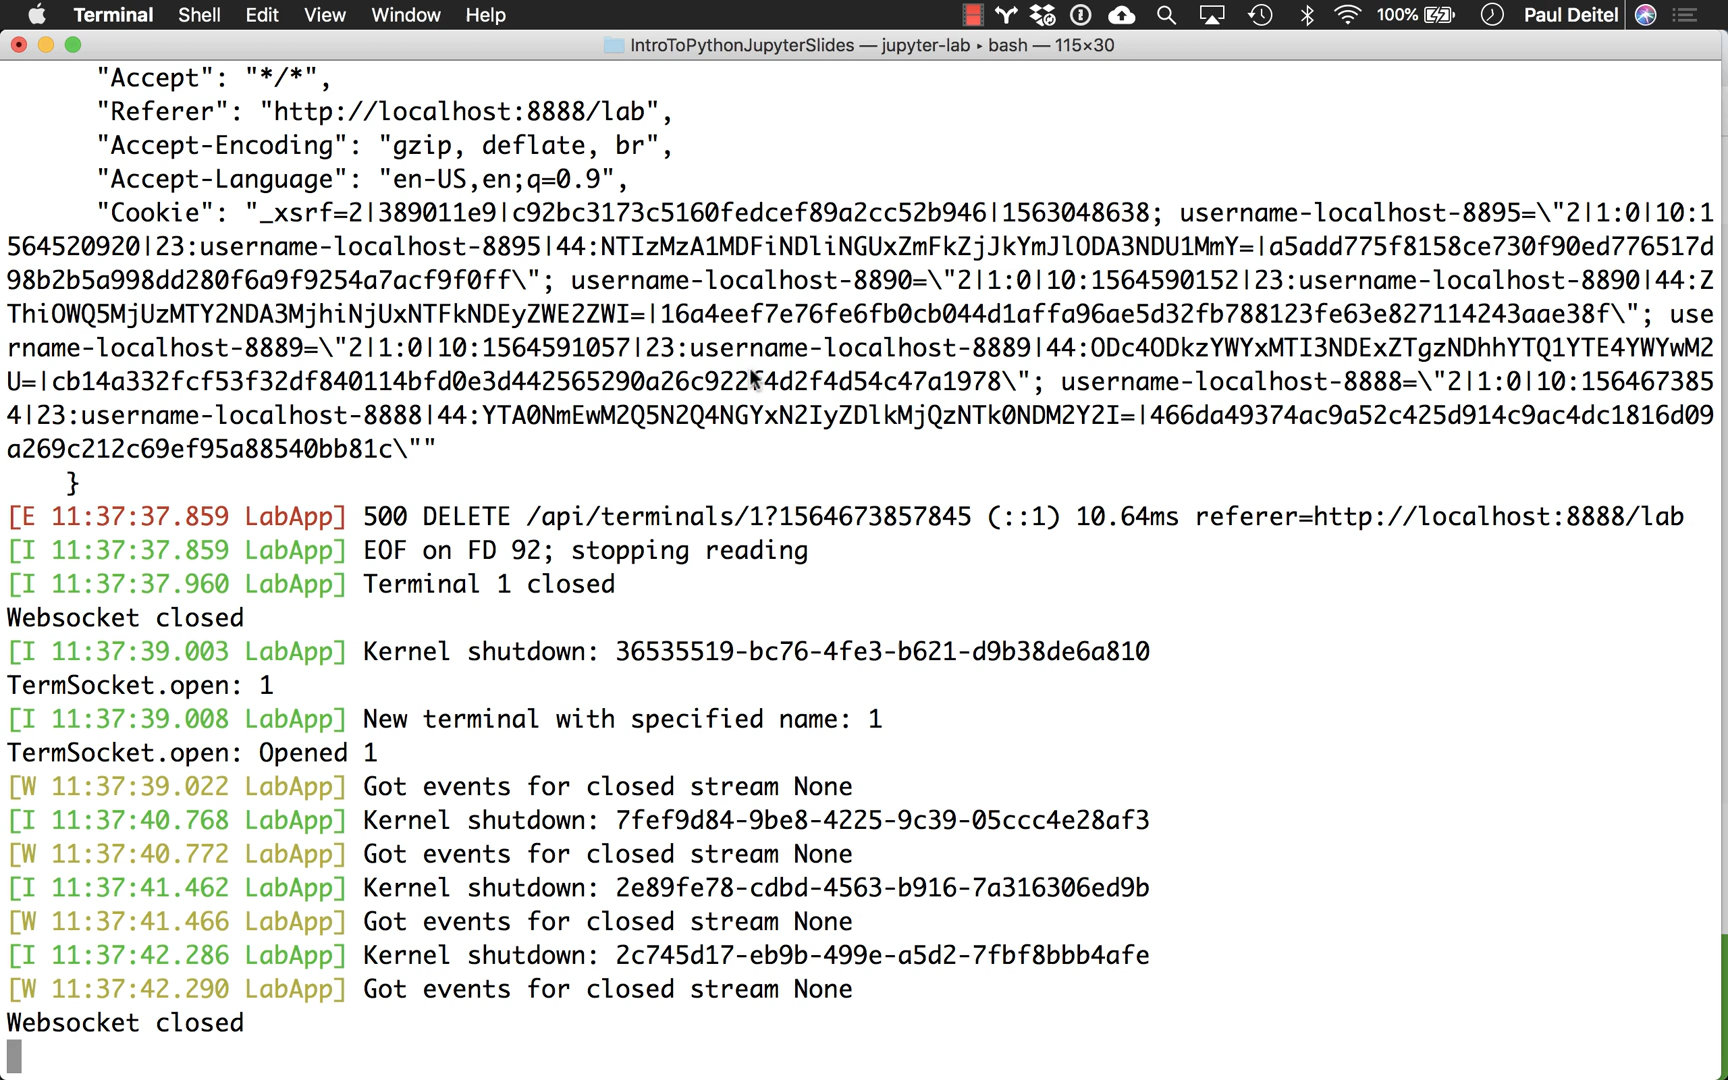 Terminal Shell Edit View Window Help 100% Paul Deitel
IntroToPythonJupyterSlides — jupyter-lab ▸ bash — 115×30
"Accept": "*/*",
"Referer": "http://localhost:8888/lab",
"Accept-Encoding": "gzip, deflate, br",
"Accept-Language": "en-US,en;q=0.9",
"Cookie": "_xsrf=2|389011e9|c92bc3173c5160fedcef89a2cc52b946|1563048638; username-localhost-8895=\"2|1:0|10:1
564520920|23:username-localhost-8895|44:NTIzMzA1MDFiNDliNGUxZmFkZjJkYmJlODA3NDU1MmY=|a5add775f8158ce730f90ed776517d
98b2b5a998dd280f6a9f9254a7acf9f0ff\"; username-localhost-8890=\"2|1:0|10:1564590152|23:username-localhost-8890|44:Z
ThiOWQ5MjUzMTY2NDA3MjhiNjUxNTFkNDEyZWE2ZWI=|16a4eef7e76fe6fb0cb044d1affa96ae5d32fb788123fe63e827114243aae38f\"; use
rname-localhost-8889=\"2|1:0|10:1564591057|23:username-localhost-8889|44:ODc4ODkzYWYxMTI3NDExZTgzNDhhYTQ1YTE4YWYwM2
U=|cb14a332fcf53f32df840114bfd0e3d442565290a26c922f4d2f4d54c47a1978\"; username-localhost-8888=\"2|1:0|10:156467385
4|23:username-localhost-8888|44:YTA0NmEwM2Q5N2Q4NGYxN2IyZDlkMjQzNTk0NDM2Y2I=|466da49374ac9a52c425d914c9ac4dc1816d09
a269c212c69ef95a88540bb81c\""
}
[E 11:37:37.859 LabApp] 500 DELETE /api/terminals/1?1564673857845 (::1) 10.64ms referer=http://localhost:8888/lab
[I 11:37:37.859 LabApp] EOF on FD 92; stopping reading
[I 11:37:37.960 LabApp] Terminal 1 closed
Websocket closed
[I 11:37:39.003 LabApp] Kernel shutdown: 36535519-bc76-4fe3-b621-d9b38de6a810
TermSocket.open: 1
[I 11:37:39.008 LabApp] New terminal with specified name: 1
TermSocket.open: Opened 1
[W 11:37:39.022 LabApp] Got events for closed stream None
[I 11:37:40.768 LabApp] Kernel shutdown: 7fef9d84-9be8-4225-9c39-05ccc4e28af3
[W 11:37:40.772 LabApp] Got events for closed stream None
[I 11:37:41.462 LabApp] Kernel shutdown: 2e89fe78-cdbd-4563-b916-7a316306ed9b
[W 11:37:41.466 LabApp] Got events for closed stream None
[I 11:37:42.286 LabApp] Kernel shutdown: 2c745d17-eb9b-499e-a5d2-7fbf8bbb4afe
[W 11:37:42.290 LabApp] Got events for closed stream None
Websocket closed